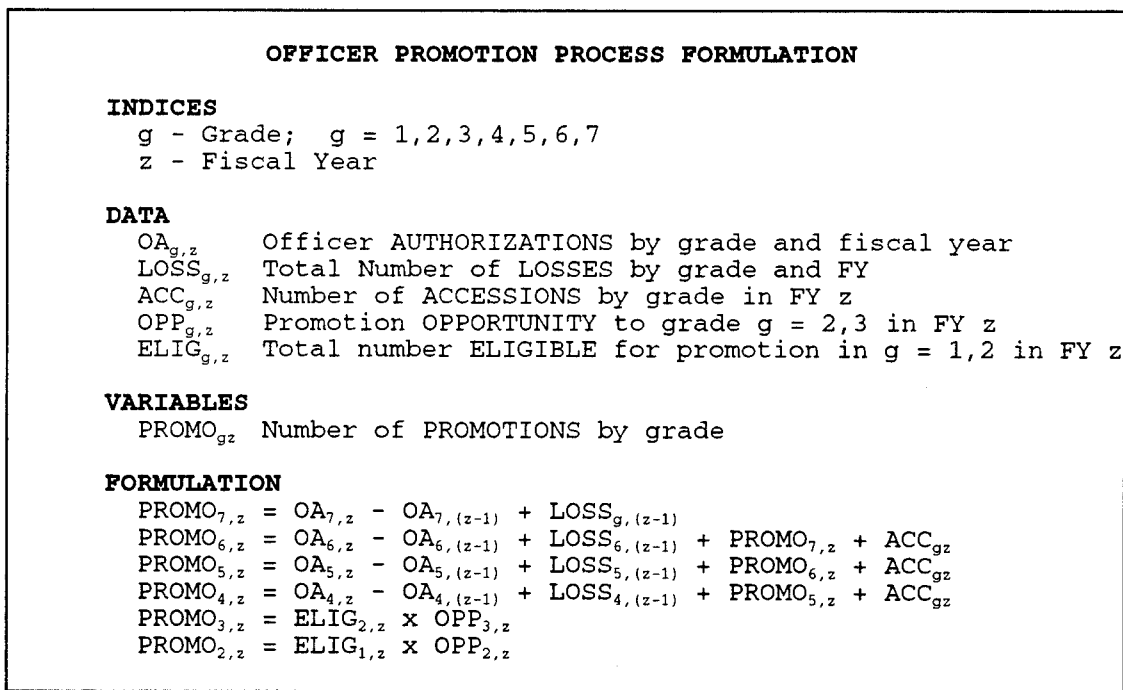 OFFICER PROMOTION PROCESS FORMULATION
INDICES
g - Grade; g = 1,2,3,4,5,6,7
z - Fiscal Year
DATA
OA_{g,z} Officer AUTHORIZATIONS by grade and fiscal year
LOSS_{g,z} Total Number of LOSSES by grade and FY
ACC_{g,z} Number of ACCESSIONS by grade in FY z
OPP_{g,z} Promotion OPPORTUNITY to grade g = 2,3 in FY z
ELIG_{g,z} Total number ELIGIBLE for promotion in g = 1,2 in FY z
VARIABLES
PROMO_{gz} Number of PROMOTIONS by grade
FORMULATION
PROMO_{7,z} = OA_{7,z} - OA_{7,(z-1)} + LOSS_{g,(z-1)}
PROMO_{6,z} = OA_{6,z} - OA_{6,(z-1)} + LOSS_{6,(z-1)} + PROMO_{7,z} + ACC_{gz}
PROMO_{5,z} = OA_{5,z} - OA_{5,(z-1)} + LOSS_{5,(z-1)} + PROMO_{6,z} + ACC_{gz}
PROMO_{4,z} = OA_{4,z} - OA_{4,(z-1)} + LOSS_{4,(z-1)} + PROMO_{5,z} + ACC_{gz}
PROMO_{3,z} = ELIG_{2,z} x OPP_{3,z}
PROMO_{2,z} = ELIG_{1,z} x OPP_{2,z}